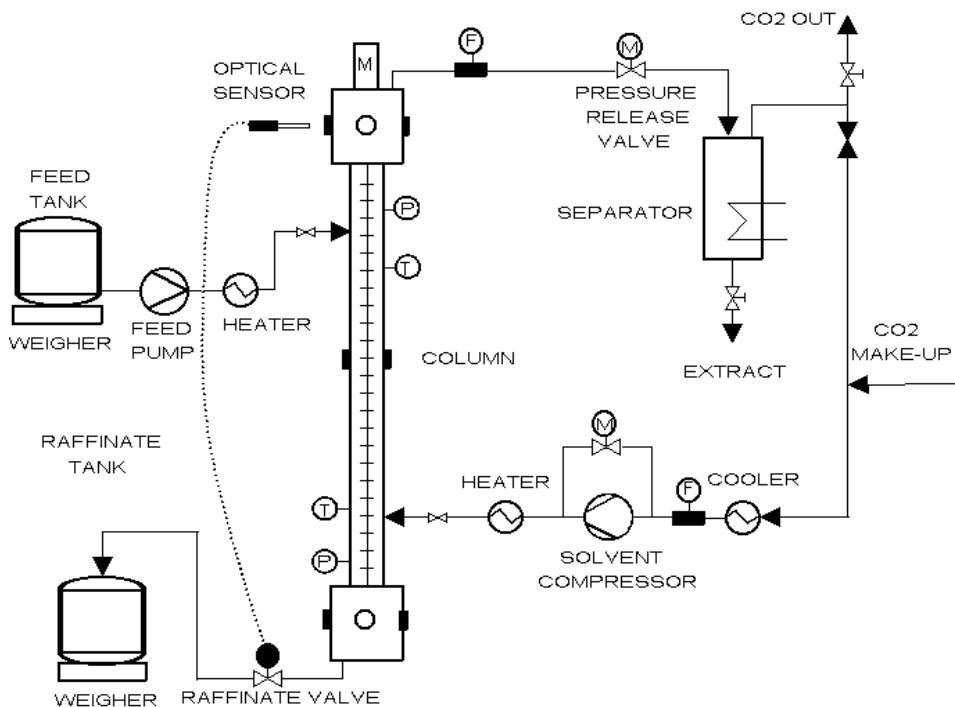 CO2 OUT
F
M
M
OPTICAL
SENSOR
PRESSURE
RELEASE
VALVE
FEED
TANK
P
SEPARATOR
T
WEIGHER
FEED
PUMP
HEATER
COLUMN
CO2
MAKE-UP
EXTRACT
RAFFINATE
TANK
M
HEATER
F
COOLER
T
SOLVENT
COMPRESSOR
P
WEIGHER
RAFFINATE VALVE